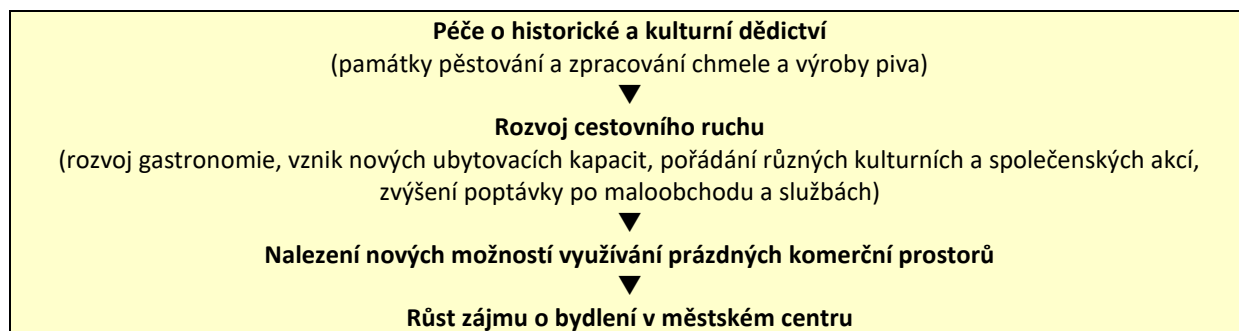 Péče o historické a kulturní dědictví
(památky pěstování a zpracování chmele a výroby piva)
▼
Rozvoj cestovního ruchu
(rozvoj gastronomie, vznik nových ubytovacích kapacit, pořádání různých kulturních a společenských akcí,
zvýšení poptávky po maloobchodu a službách)
▼
Nalezení nových možností využívání prázdných komerční prostorů
▼
Růst zájmu o bydlení v městském centru